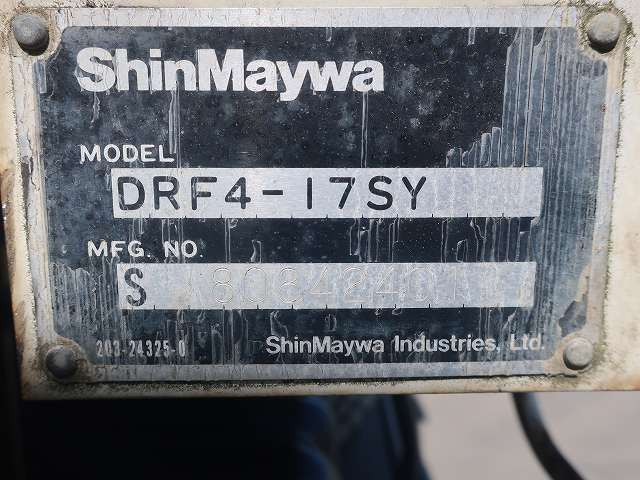 ShinMaywa
MODEL
DRF4-17SY
MFG. NO.
S
203-24325-0
ShinMaywa Industries, Ltd.